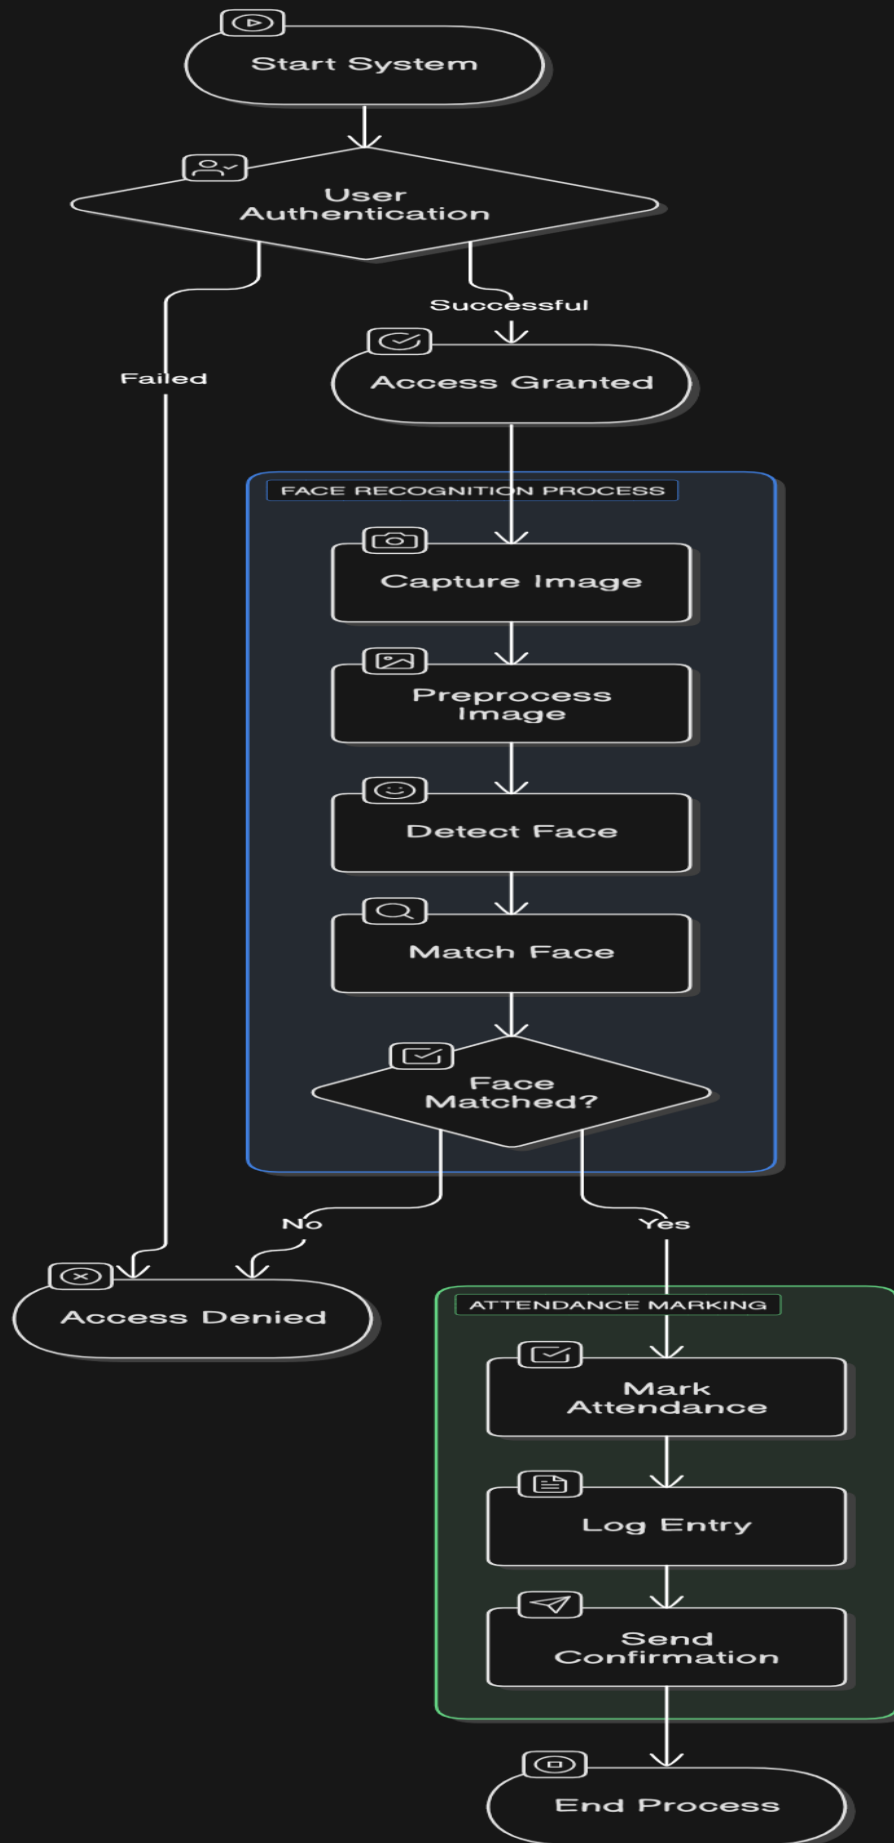 Start System
User
Authentication
Successful
Failed
Access Granted
FACE RECOGNITION PROCESS
Capture Image
Preprocess
Image
Detect Face
Match Face
Face
Matched?
No
Yes
Access Denied
ATTENDANCE MARKING
Mark
Attendance
Log Entry
Send
Confirmation
End Process